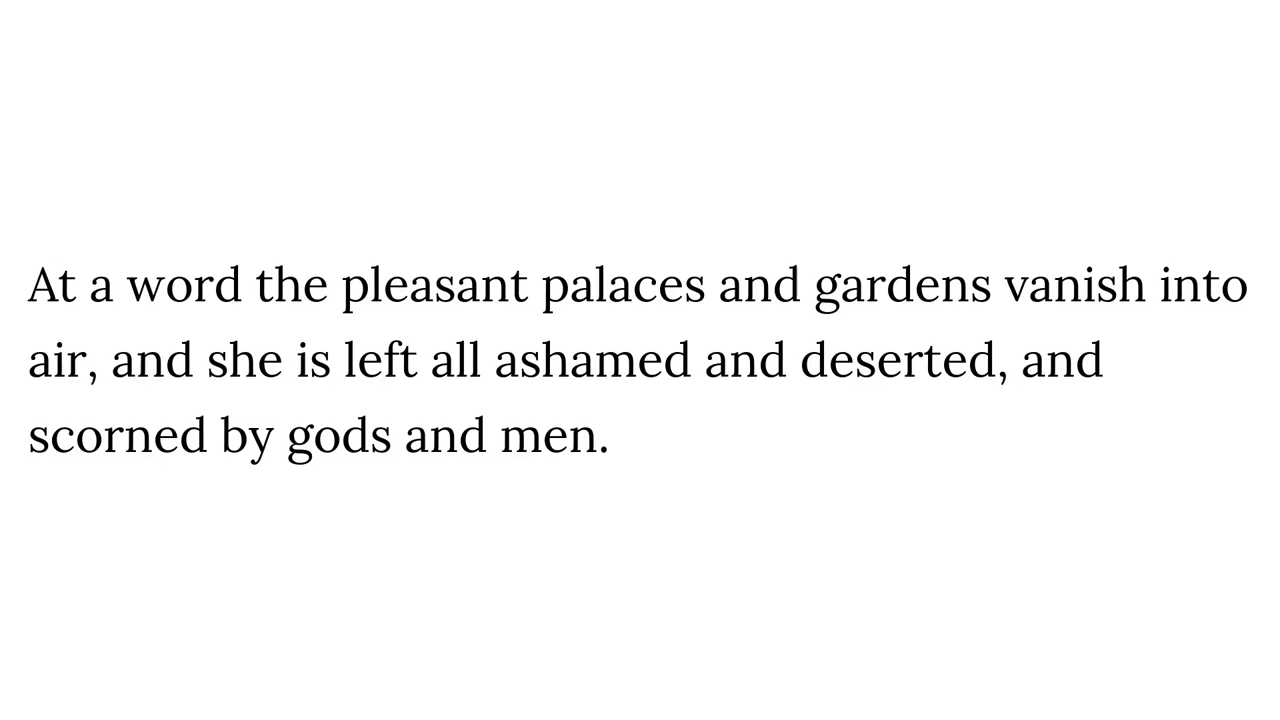 At a word the pleasant palaces and gardens vanish into
air, and she is left all ashamed and deserted, and
scorned by gods and men.